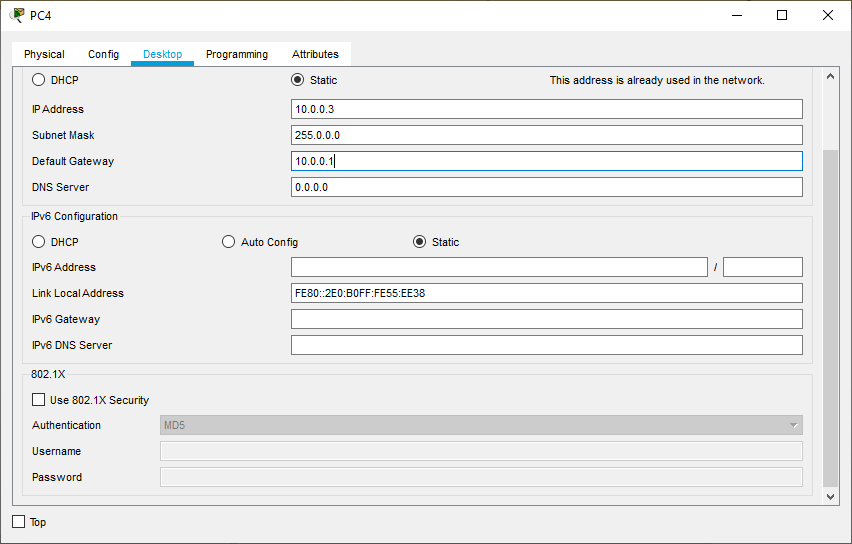 PC4
Physical Config Desktop Programming Attributes
DHCP Static This address is already used in the network.
IP Address 10.0.0.3
Subnet Mask 255.0.0.0
Default Gateway 10.0.0.1
DNS Server 0.0.0.0
IPv6 Configuration
DHCP Auto Config Static
IPv6 Address /
Link Local Address FE80::2E0:B0FF:FE55:EE38
IPv6 Gateway
IPv6 DNS Server
802.1X
Use 802.1X Security
Authentication MD5
Username
Password
Top